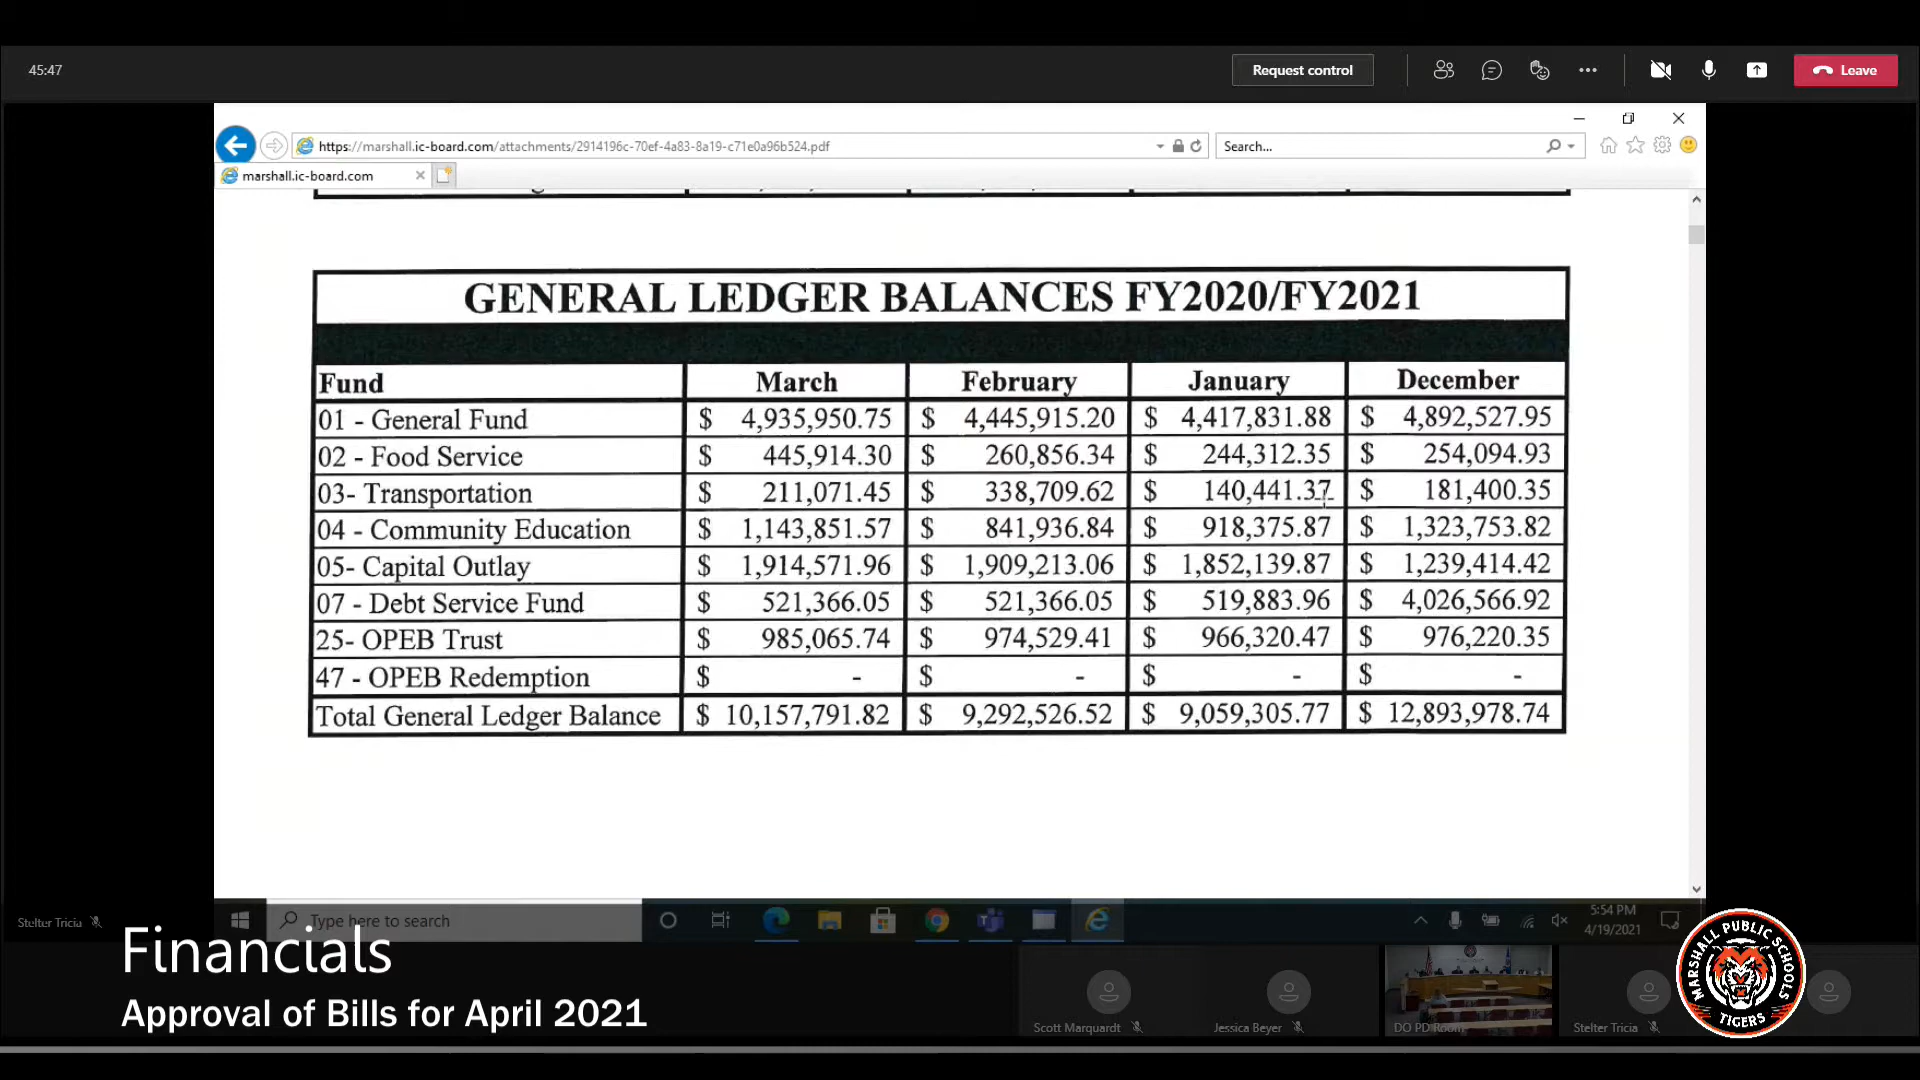 45:47
Request control
Leave
https://marshall.ic-board.com/attachments/2914196c-70ef-4a83-8a19-c71e0a96b524.pdf
Search...
marshall.ic-board.com
GENERAL LEDGER BALANCES FY2020/FY2021
Fund March February January December
01 - General Fund $ 4,935,950.75 $ 4,445,915.20 $ 4,417,831.88 $ 4,892,527.95
02 - Food Service $ 445,914.30 $ 260,856.34 $ 244,312.35 $ 254,094.93
03- Transportation $ 211,071.45 $ 338,709.62 $ 140,441.37 $ 181,400.35
04 - Community Education $ 1,143,851.57 $ 841,936.84 $ 918,375.87 $ 1,323,753.82
05- Capital Outlay $ 1,914,571.96 $ 1,909,213.06 $ 1,852,139.87 $ 1,239,414.42
07 - Debt Service Fund $ 521,366.05 $ 521,366.05 $ 519,883.96 $ 4,026,566.92
25- OPEB Trust $ 985,065.74 $ 974,529.41 $ 966,320.47 $ 976,220.35
47 - OPEB Redemption $ - $ - $ - $ -
Total General Ledger Balance $ 10,157,791.82 $ 9,292,526.52 $ 9,059,305.77 $ 12,893,978.74
Stelter Tricia
Type here to search
5:54 PM
4/19/2021
Financials
Approval of Bills for April 2021
Scott Marquardt
Jessica Beyer
DO PD Room
Stelter Tricia
MARSHALL PUBLIC SCHOOLS
TIGERS